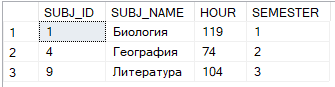 SUBJ_ID SUBJ_NAME HOUR SEMESTER
1 1 Биология 119 1
2 4 География 74 2
3 9 Литература 104 3